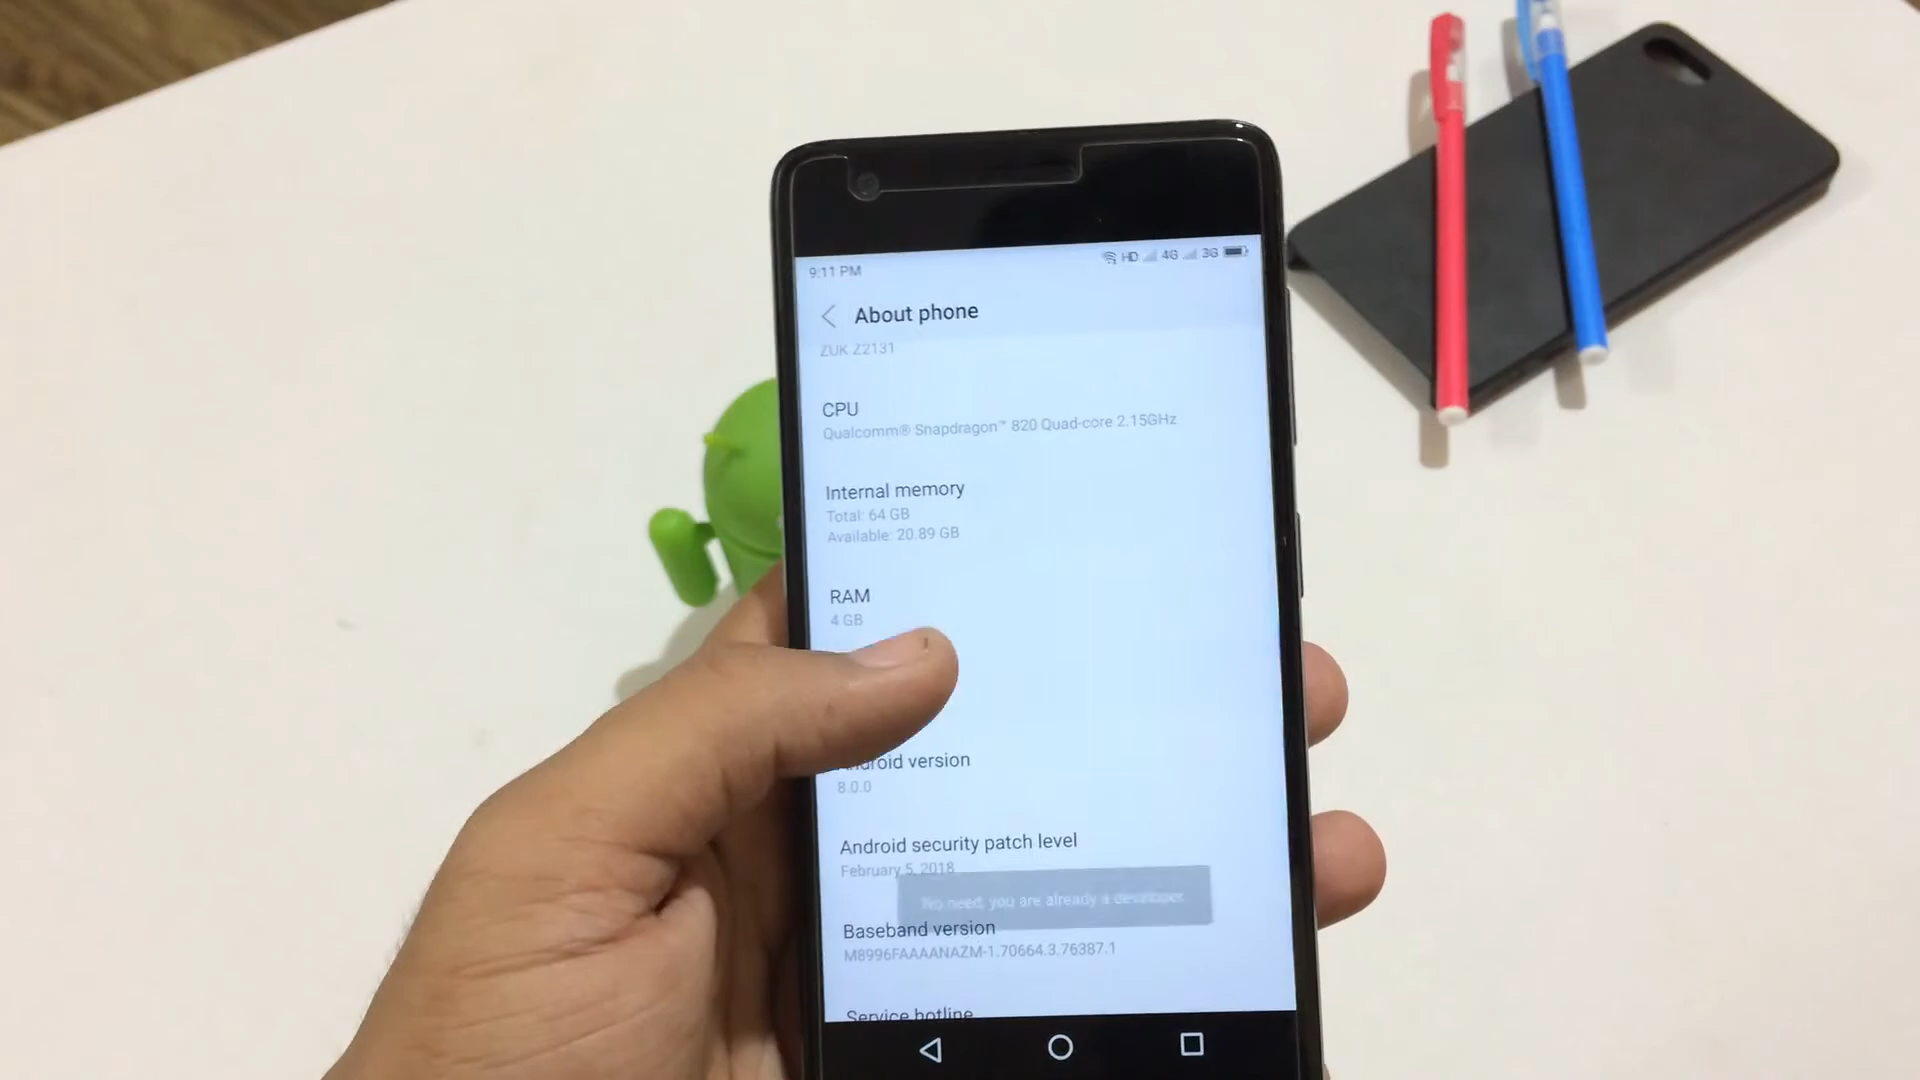 9:11 PM
HD 4G 3G
About phone
ZUK Z2131
CPU
Qualcomm® Snapdragon™ 820 Quad-core 2.15GHz
Internal memory
Total: 64 GB
Available: 20.89 GB
RAM
4 GB
Android version
8.0.0
Android security patch level
February 5, 2018
No need, you are already a developer.
Baseband version
M8996FAAAANAZM-1.70664.3.76387.1
Service hotline